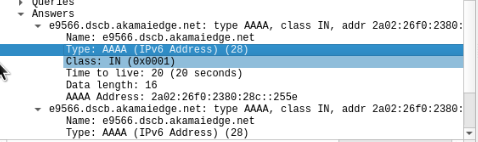 Queries
Answers
e9566.dscb.akamaiedge.net: type AAAA, class IN, addr 2a02:26f0:2380:
Name: e9566.dscb.akamaiedge.net
Type: AAAA (IPv6 Address) (28)
Class: IN (0x0001)
Time to live: 20 (20 seconds)
Data length: 16
AAAA Address: 2a02:26f0:2380:28c::255e
e9566.dscb.akamaiedge.net: type AAAA, class IN, addr 2a02:26f0:2380:
Name: e9566.dscb.akamaiedge.net
Type: AAAA (IPv6 Address) (28)